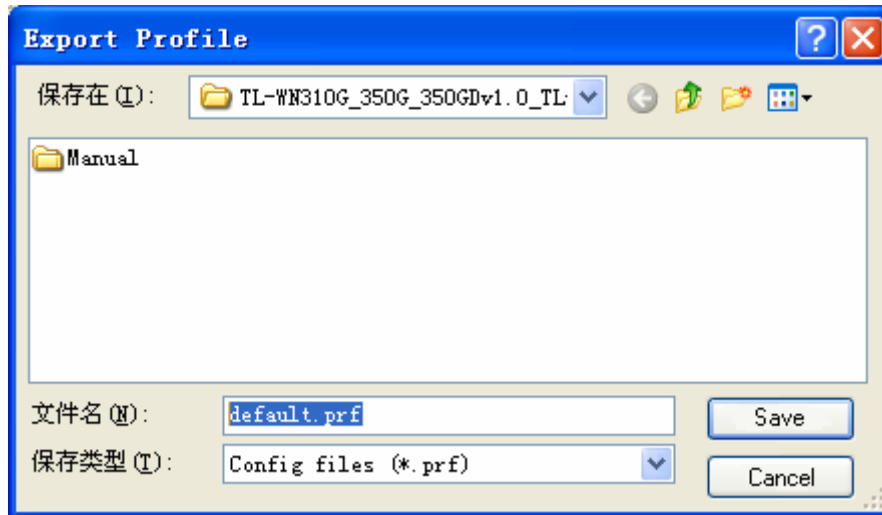 Export Profile
保存在(I):
TL-WN310G_350G_350GDv1.0_TL-
Manual
文件名(N):
default.prf
Save
保存类型(T):
Config files (*.prf)
Cancel